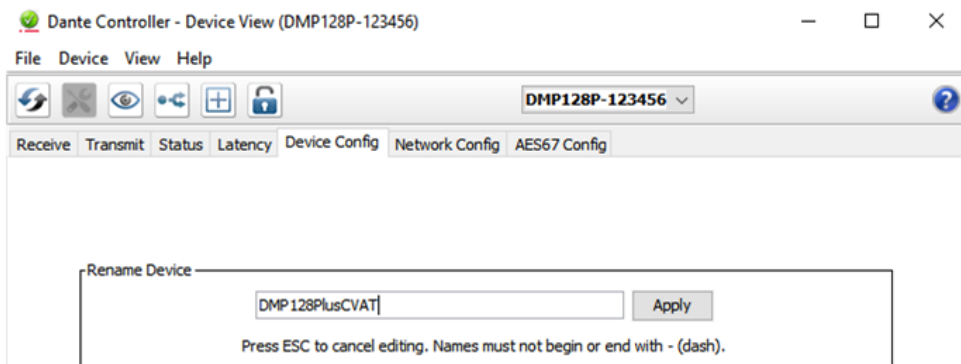 Dante Controller - Device View (DMP128P-123456)
File Device View Help
DMP128P-123456
Receive Transmit Status Latency Device Config Network Config AES67 Config
Rename Device
DMP128PlusCVAT
Apply
Press ESC to cancel editing. Names must not begin or end with - (dash).